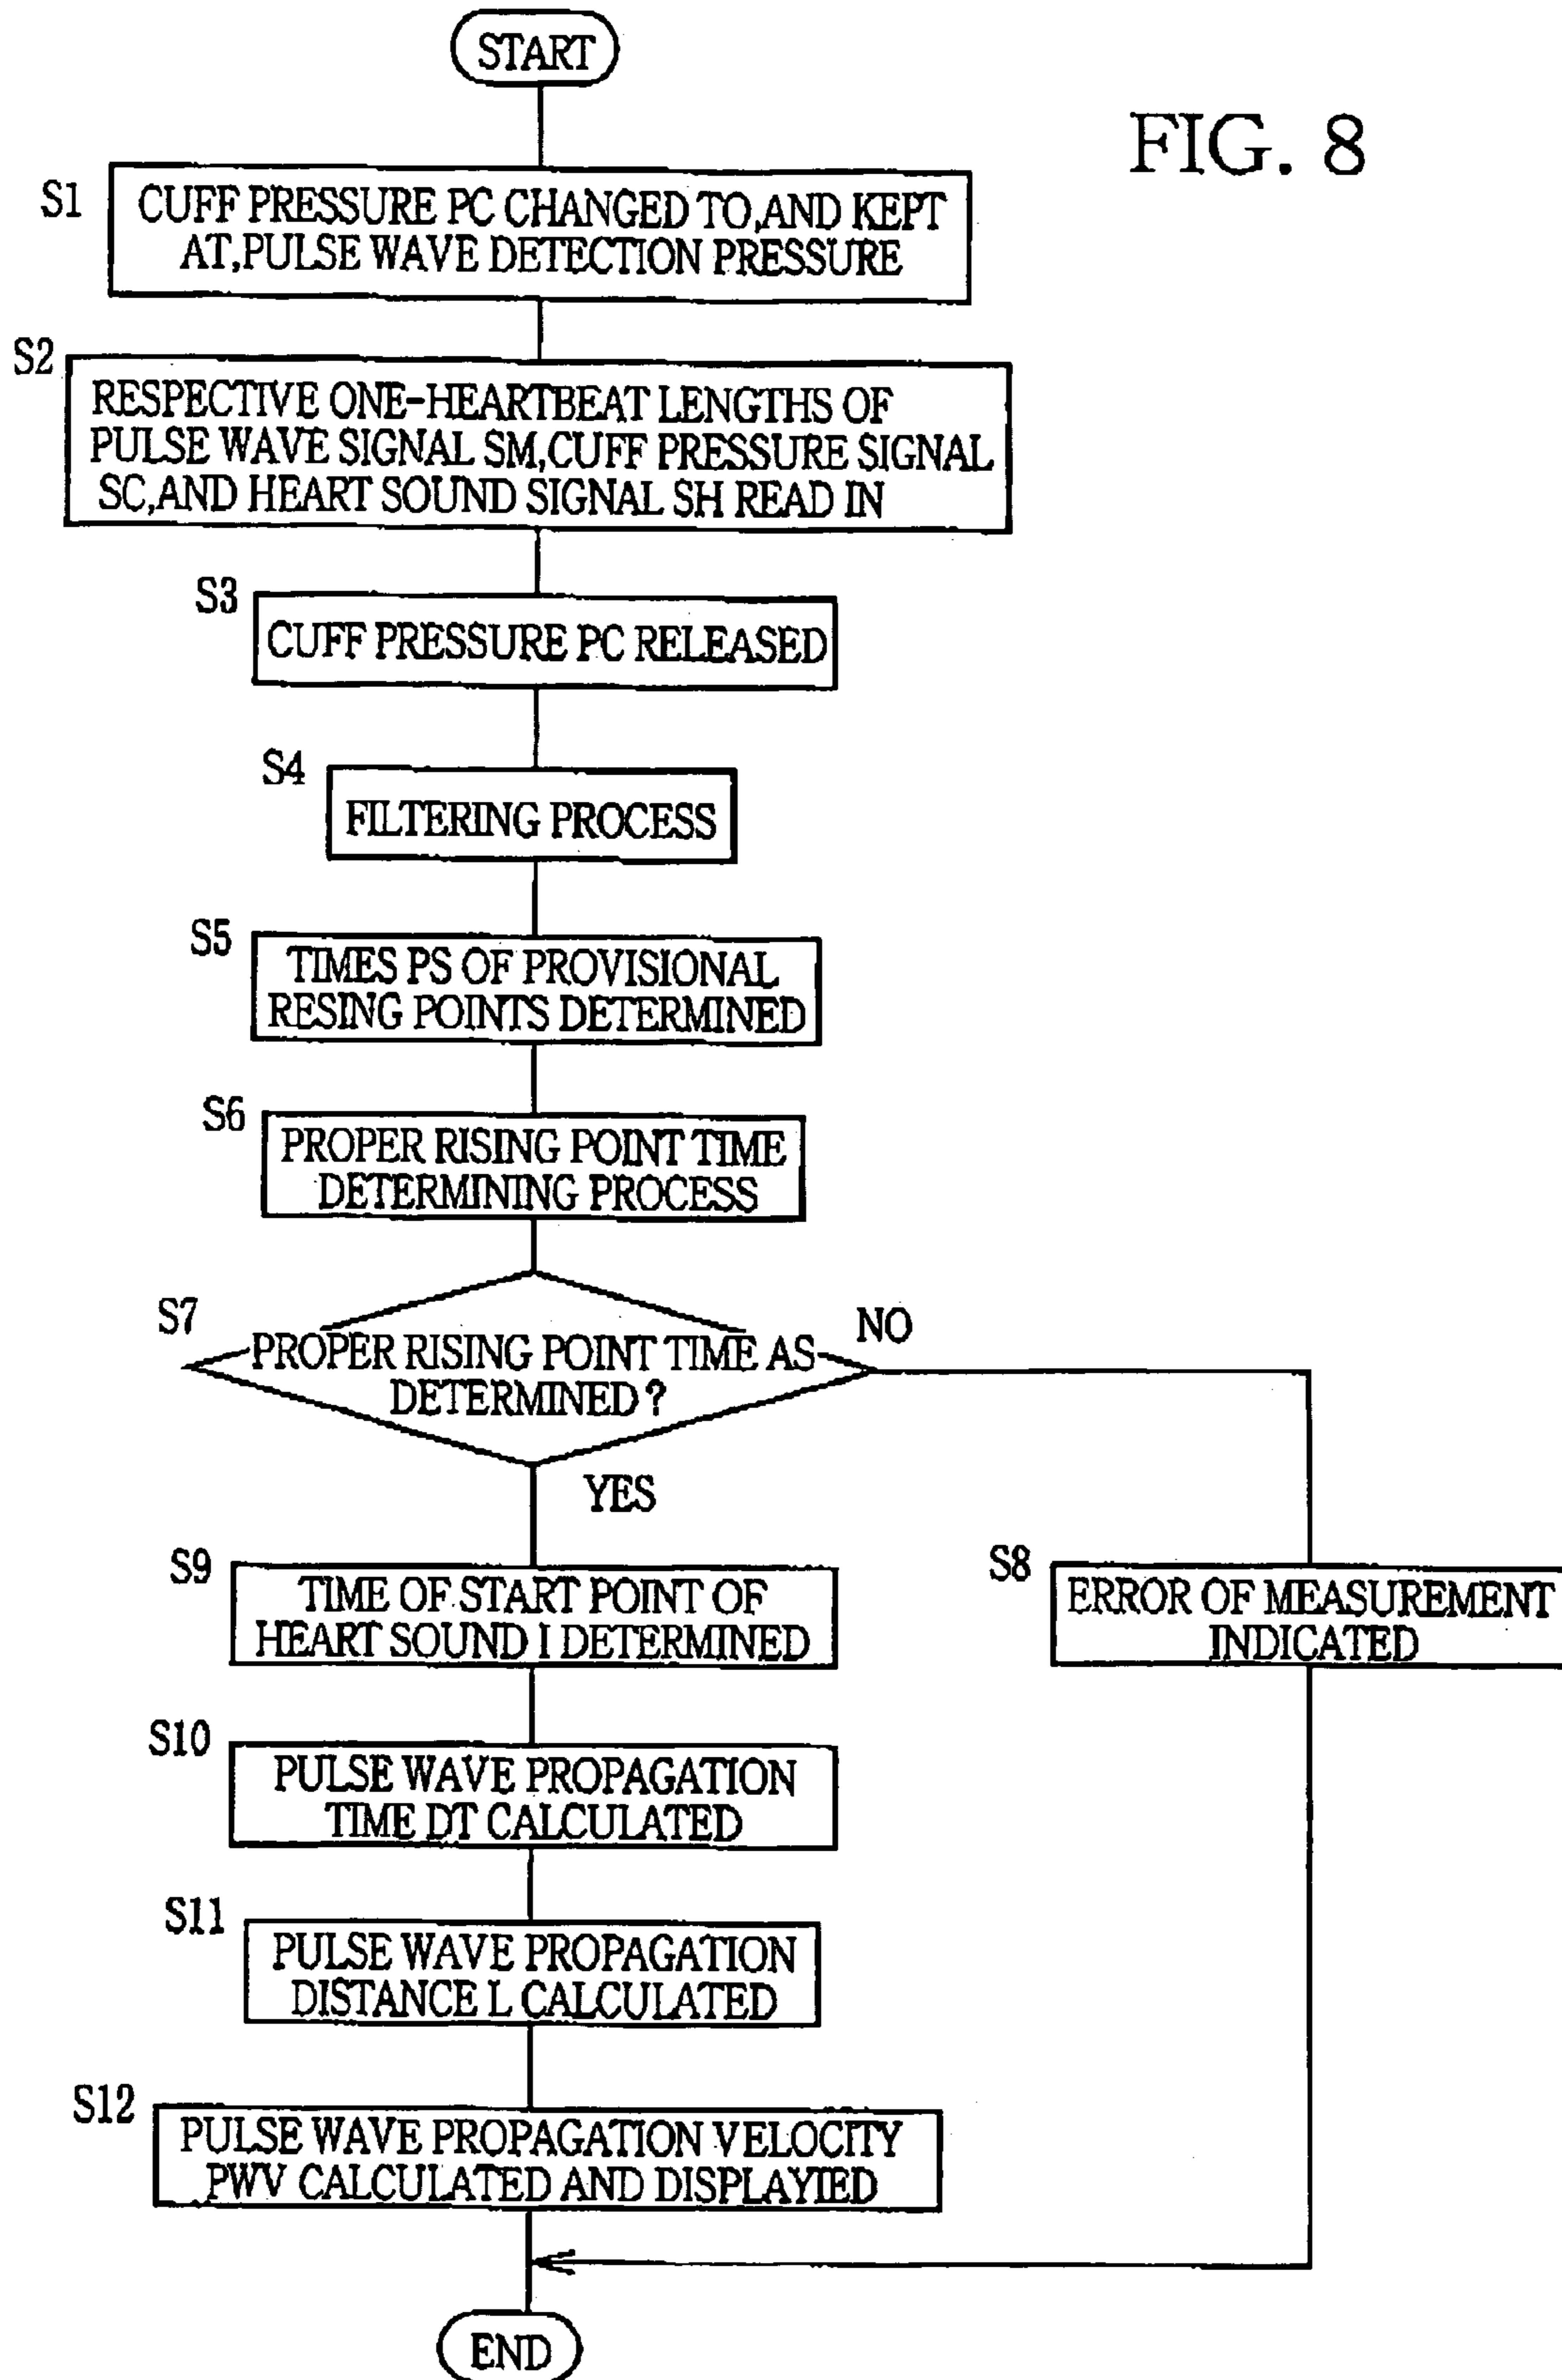 START
FIG. 8
S1
CUFF PRESSURE PC CHANGED TO,AND KEPT
AT,PULSE WAVE DETECTION PRESSURE
S2
RESPECTIVE ONE-HEARTBEAT LENGTHS OF
PULSE WAVE SIGNAL SM,CUFF PRESSURE SIGNAL
SC,AND HEART SOUND SIGNAL SH READ IN
S3
CUFF PRESSURE PC RELEASED
S4
FILTERING PROCESS
S5
TIMES PS OF PROVISIONAL
RESING POINTS DETERMINED
S6
PROPER RISING POINT TIME
DETERMINING PROCESS
S7
PROPER RISING POINT TIME AS
DETERMINED?
NO
YES
S9
TIME OF START POINT OF
HEART SOUND I DETERMINED
S8
ERROR OF MEASUREMENT
INDICATED
S10
PULSE WAVE PROPAGATION
TIME DT CALCULATED
S11
PULSE WAVE PROPAGATION
DISTANCE L CALCULATED
S12
PULSE WAVE PROPAGATION VELOCITY
PWV CALCULATED AND DISPLAYIED
END